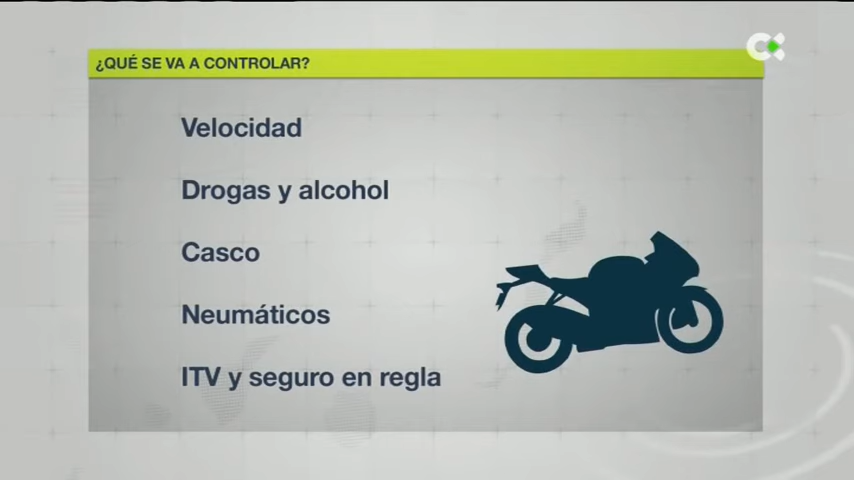 ¿QUÉ SE VA A CONTROLAR?
Velocidad
Drogas y alcohol
Casco
Neumáticos
ITV y seguro en regla